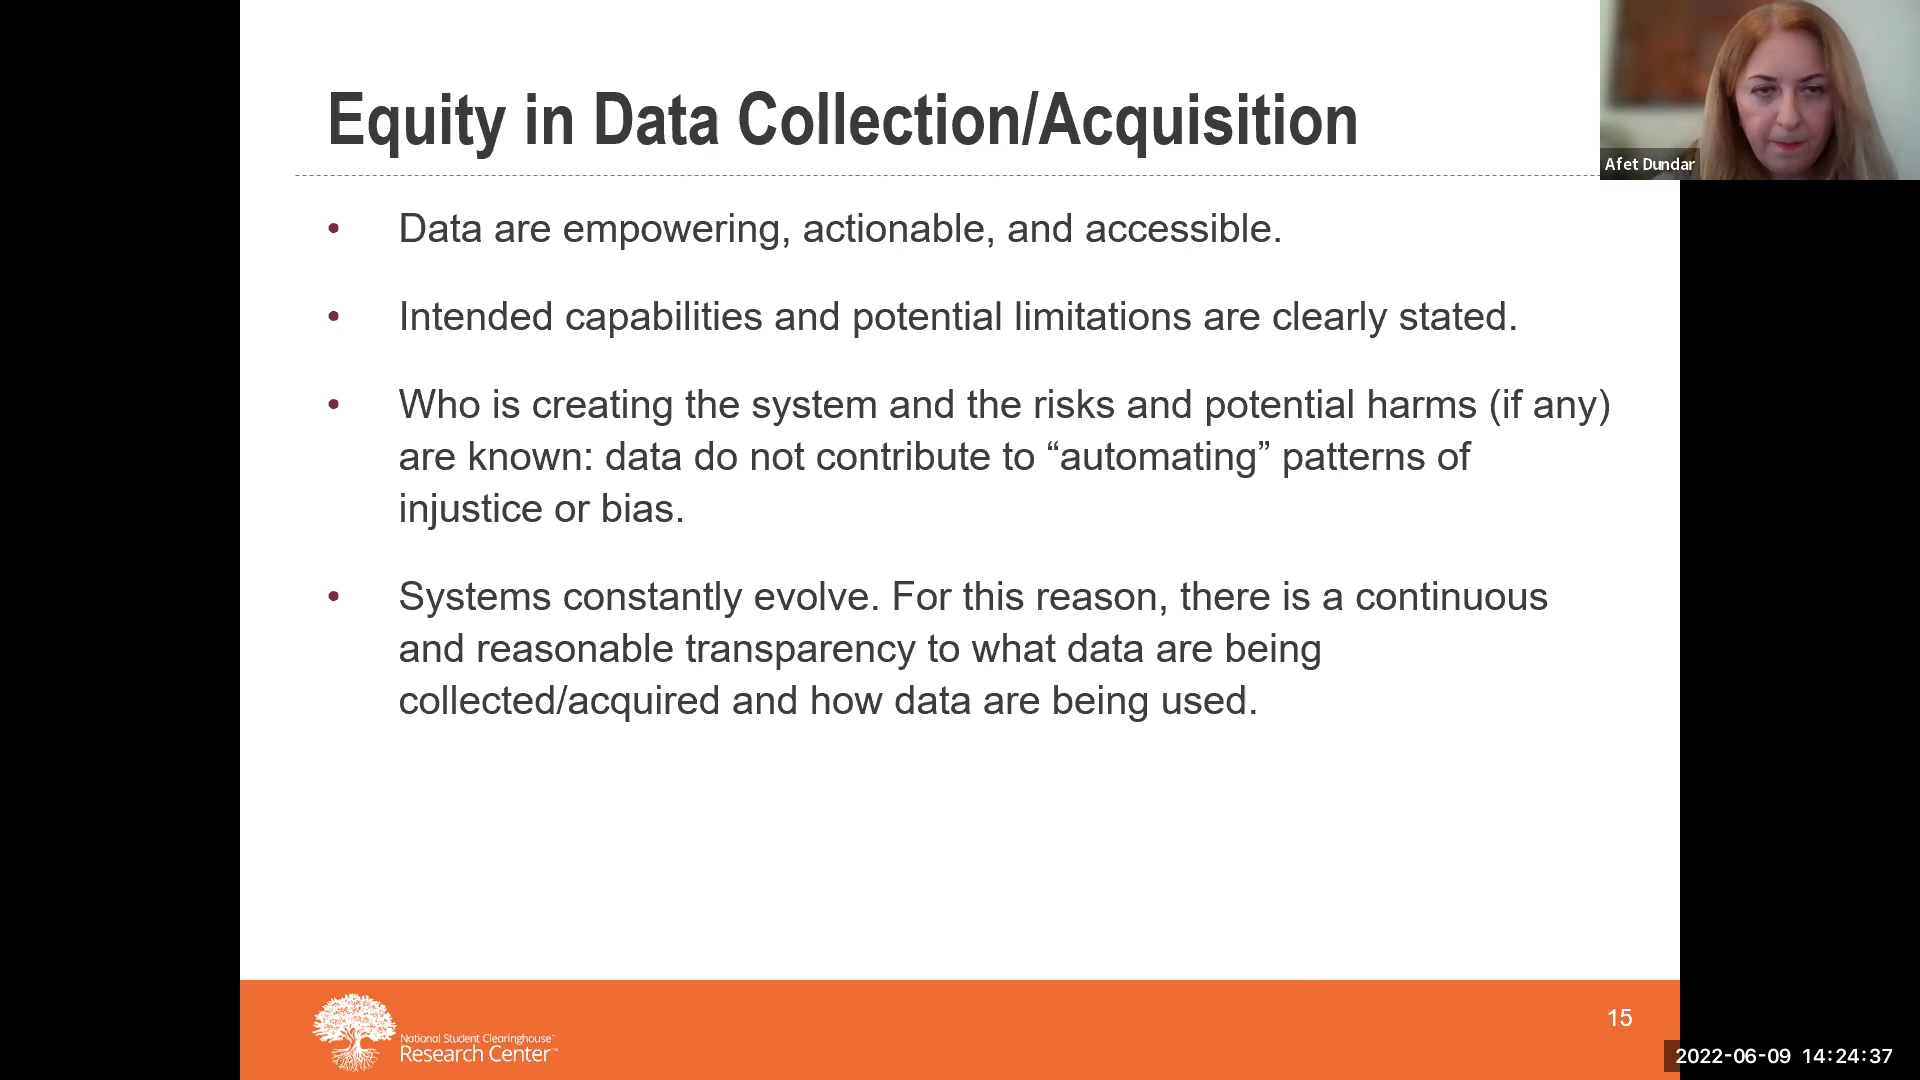 Equity in Data Collection/Acquisition
Afet Dundar
• Data are empowering, actionable, and accessible.
• Intended capabilities and potential limitations are clearly stated.
• Who is creating the system and the risks and potential harms (if any)
are known: data do not contribute to “automating” patterns of
injustice or bias.
• Systems constantly evolve. For this reason, there is a continuous
and reasonable transparency to what data are being
collected/acquired and how data are being used.
National Student Clearinghouse™
Research Center™
15
2022-06-09 14:24:37